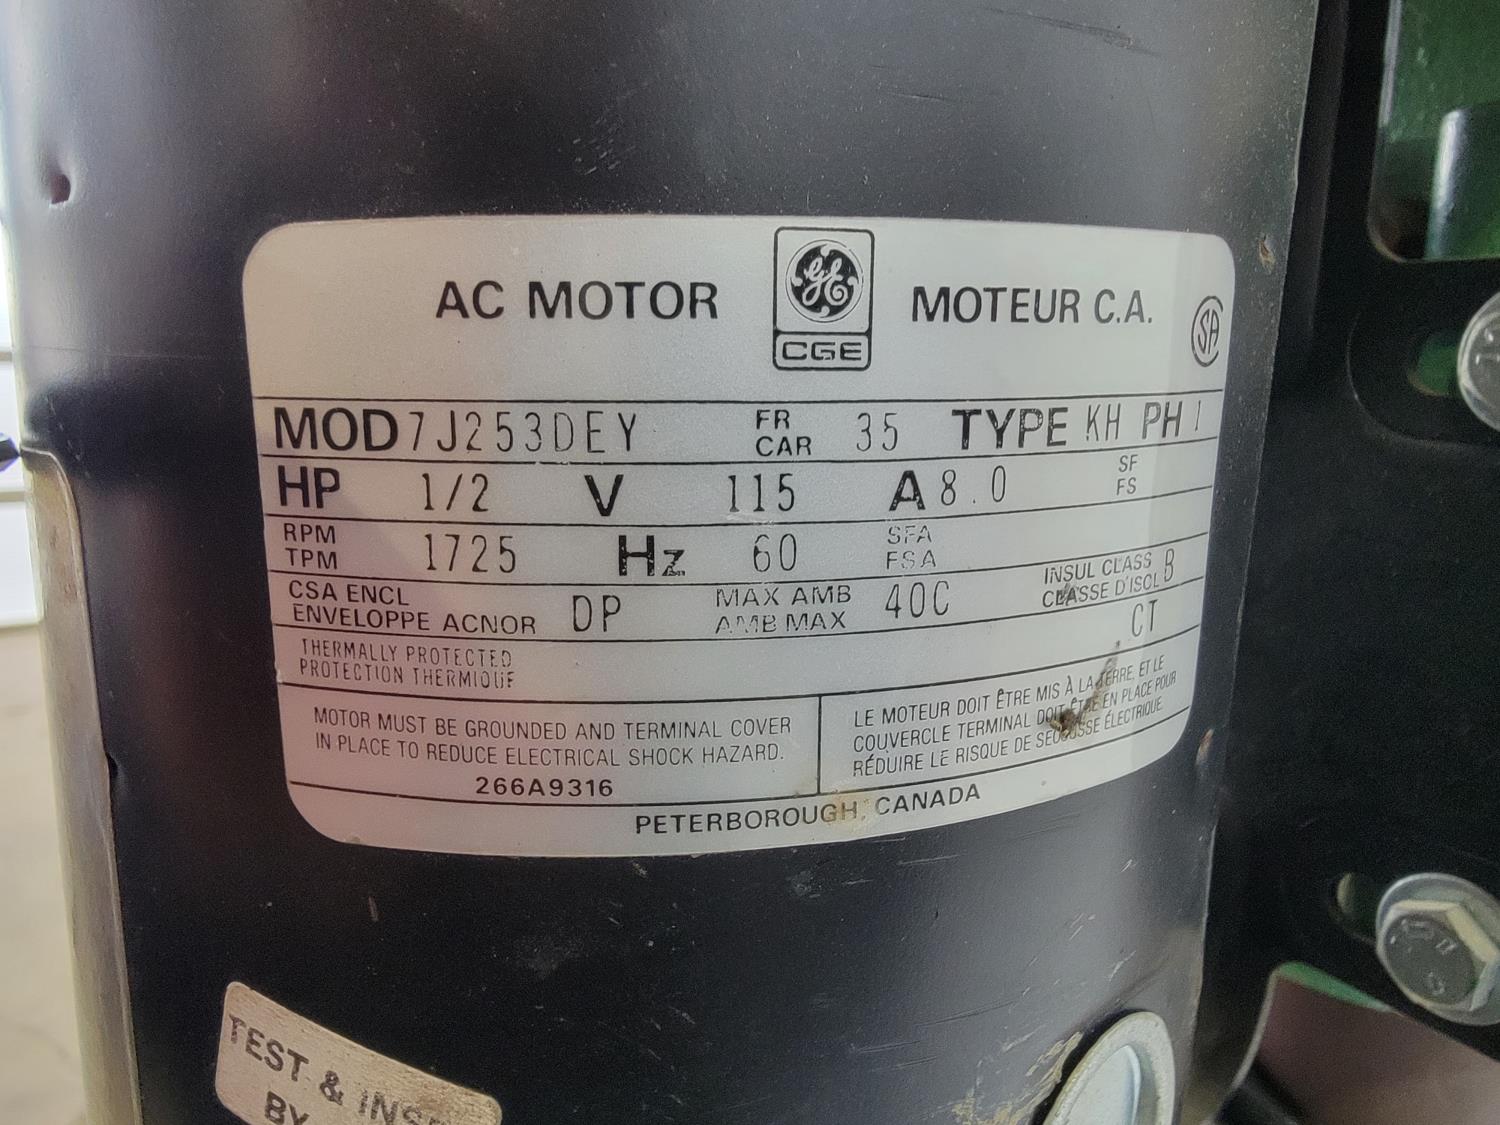 AC MOTOR GE CGE MOTEUR C.A. CSA
MOD 7J253DEY FR CAR 35 TYPE KH PH 1
HP 1/2 V 115 A 8.0 SF FS
RPM TPM 1725 Hz 60 SFA FSA
CSA ENCL ENVELOPPE ACNOR DP MAX AMB AMB MAX 40C INSUL CLASS CLASSE D'ISOL B
THERMALLY PROTECTED CT
PROTECTION THERMIQUE
MOTOR MUST BE GROUNDED AND TERMINAL COVER
IN PLACE TO REDUCE ELECTRICAL SHOCK HAZARD.
266A9316
LE MOTEUR DOIT ÊTRE MIS À LA TERRE, ET LE
COUVERCLE TERMINAL DOIT ÊTRE EN PLACE POUR
RÉDUIRE LE RISQUE DE SECOUSSE ÉLECTRIQUE.
PETERBOROUGH, CANADA
TEST &
BY